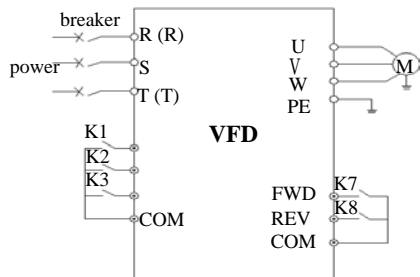 breaker
R (R)
power
S
T (T)
K1
K2
K3
COM
VFD
U
V
W
PE
M
FWD
K7
REV
K8
COM